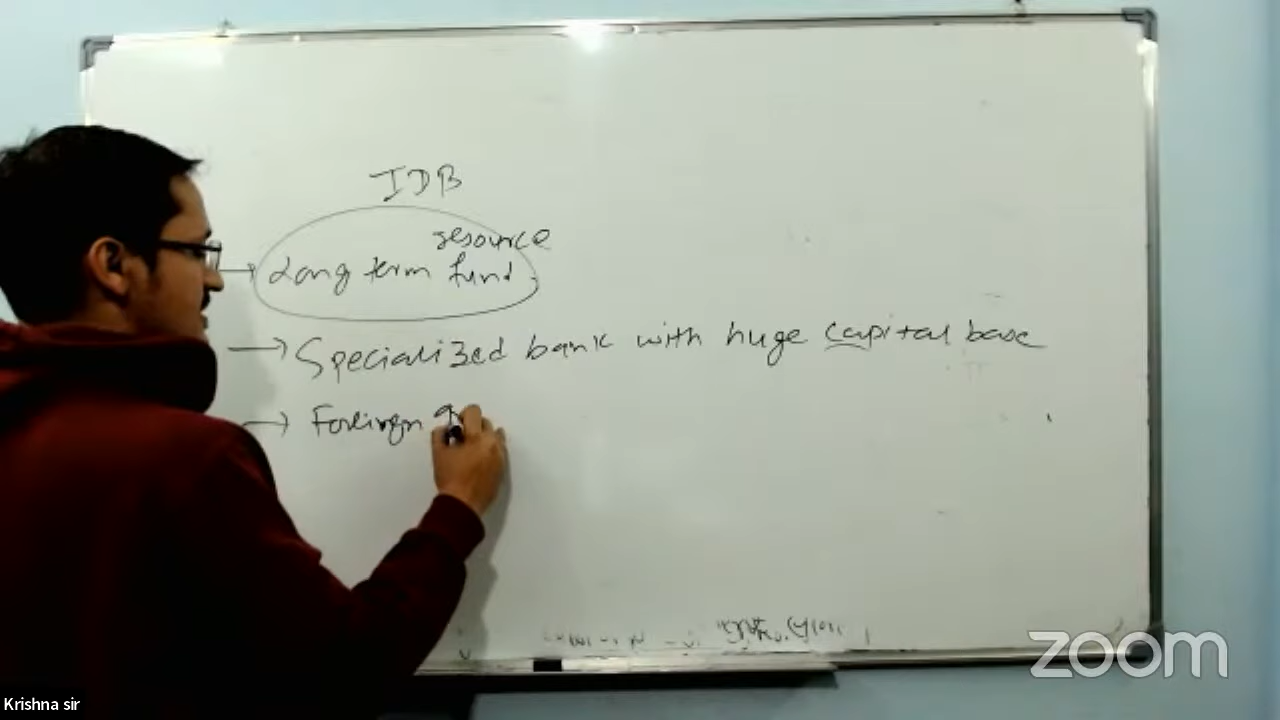 IDB
resource
Long term fund
→ Specialized bank with huge capital base
→ Foreign
Krishna sir
zoom